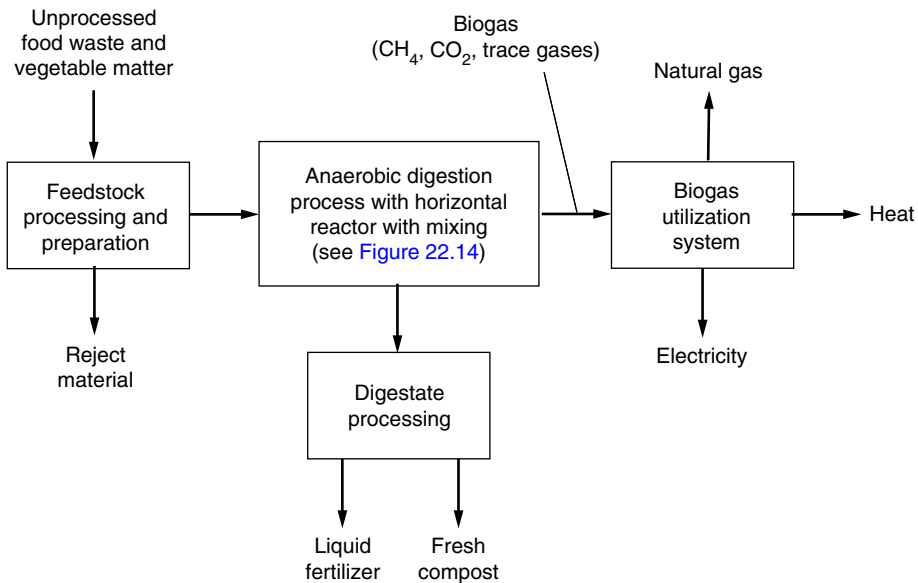 Unprocessed
food waste and
vegetable matter
Biogas
(CH4, CO2, trace gases)
Natural gas
Feedstock
processing and
preparation
Anaerobic digestion
process with horizontal
reactor with mixing
(see Figure 22.14)
Biogas
utilization
system
Heat
Reject
material
Electricity
Digestate
processing
Liquid
fertilizer
Fresh
compost